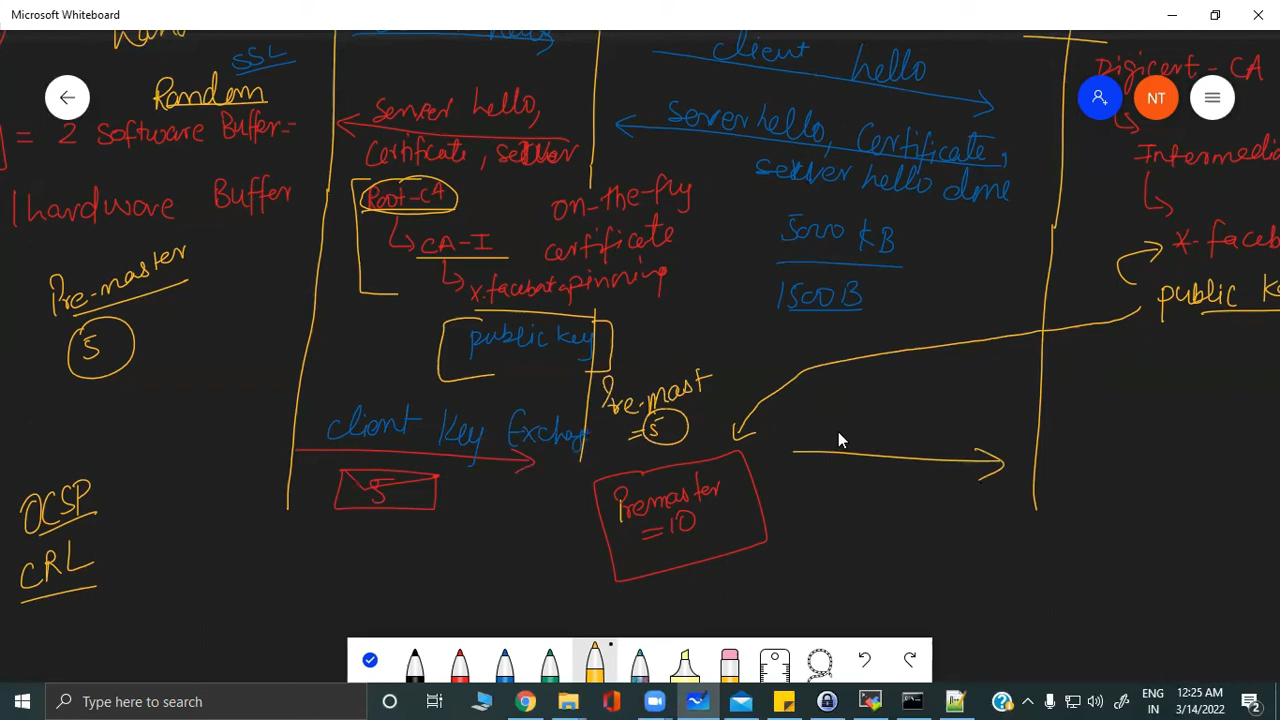 Microsoft Whiteboard
SSL
Random
= 2 Software Buffer
1 hardware Buffer
Pre-master
5
OCSP
CRL
Server hello,
Certificate, server
Root-CA
CA-I
on-the-fly
certificate
pinning
public key
client Key Exchang
5
Pre-mast
=5
Premaster
=10
client hello
Server hello, Certificate,
server hello done
5000 KB
1500B
Digicert - CA
Intermedia
*.faceb
public K
NT
Type here to search
ENG
IN
12:25 AM
3/14/2022
2